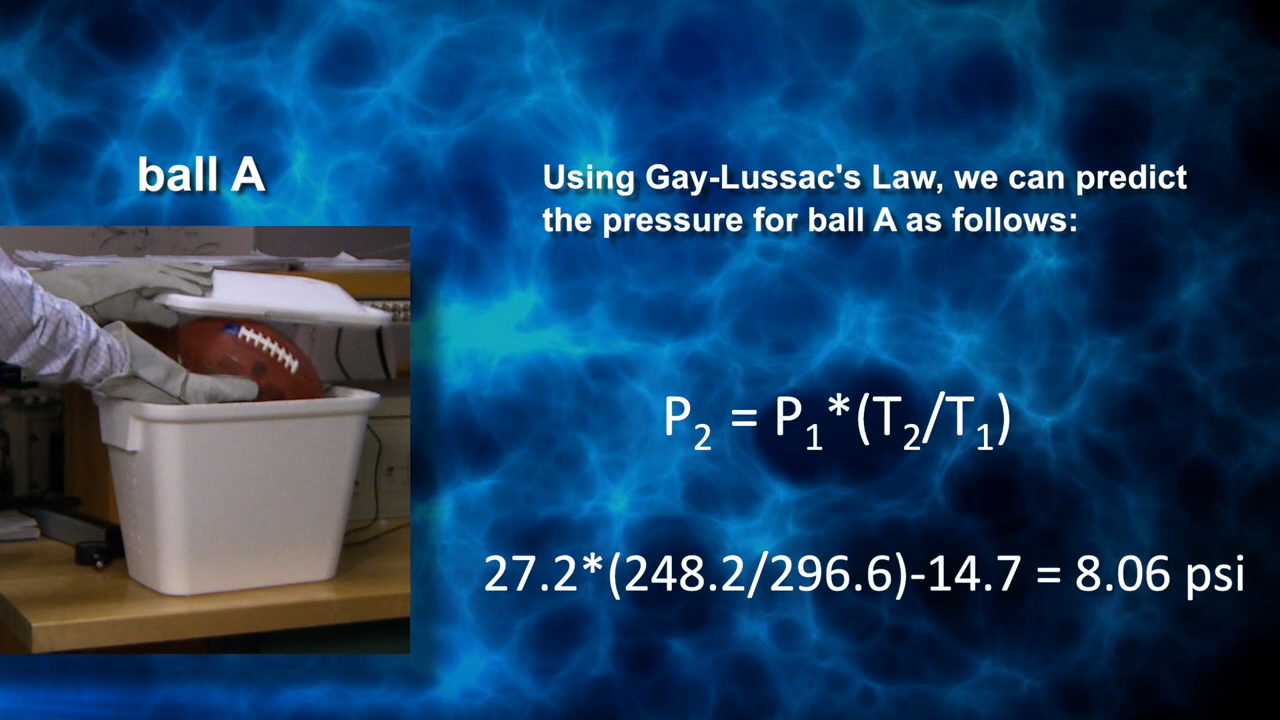 ball A
Using Gay-Lussac's Law, we can predict
the pressure for ball A as follows:
P₂ = P₁*(T₂/T₁)
27.2*(248.2/296.6)-14.7 = 8.06 psi